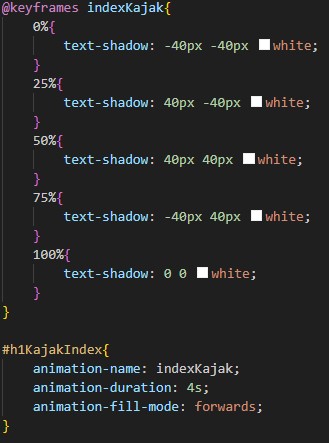 @keyframes indexKajak{
    0%{
        text-shadow: -40px -40px white;
    }
    25%{
        text-shadow: 40px -40px white;
    }
    50%{
        text-shadow: 40px 40px white;
    }
    75%{
        text-shadow: -40px 40px white;
    }
    100%{
        text-shadow: 0 0 white;
    }
}

#h1KajakIndex{
    animation-name: indexKajak;
    animation-duration: 4s;
    animation-fill-mode: forwards;
}